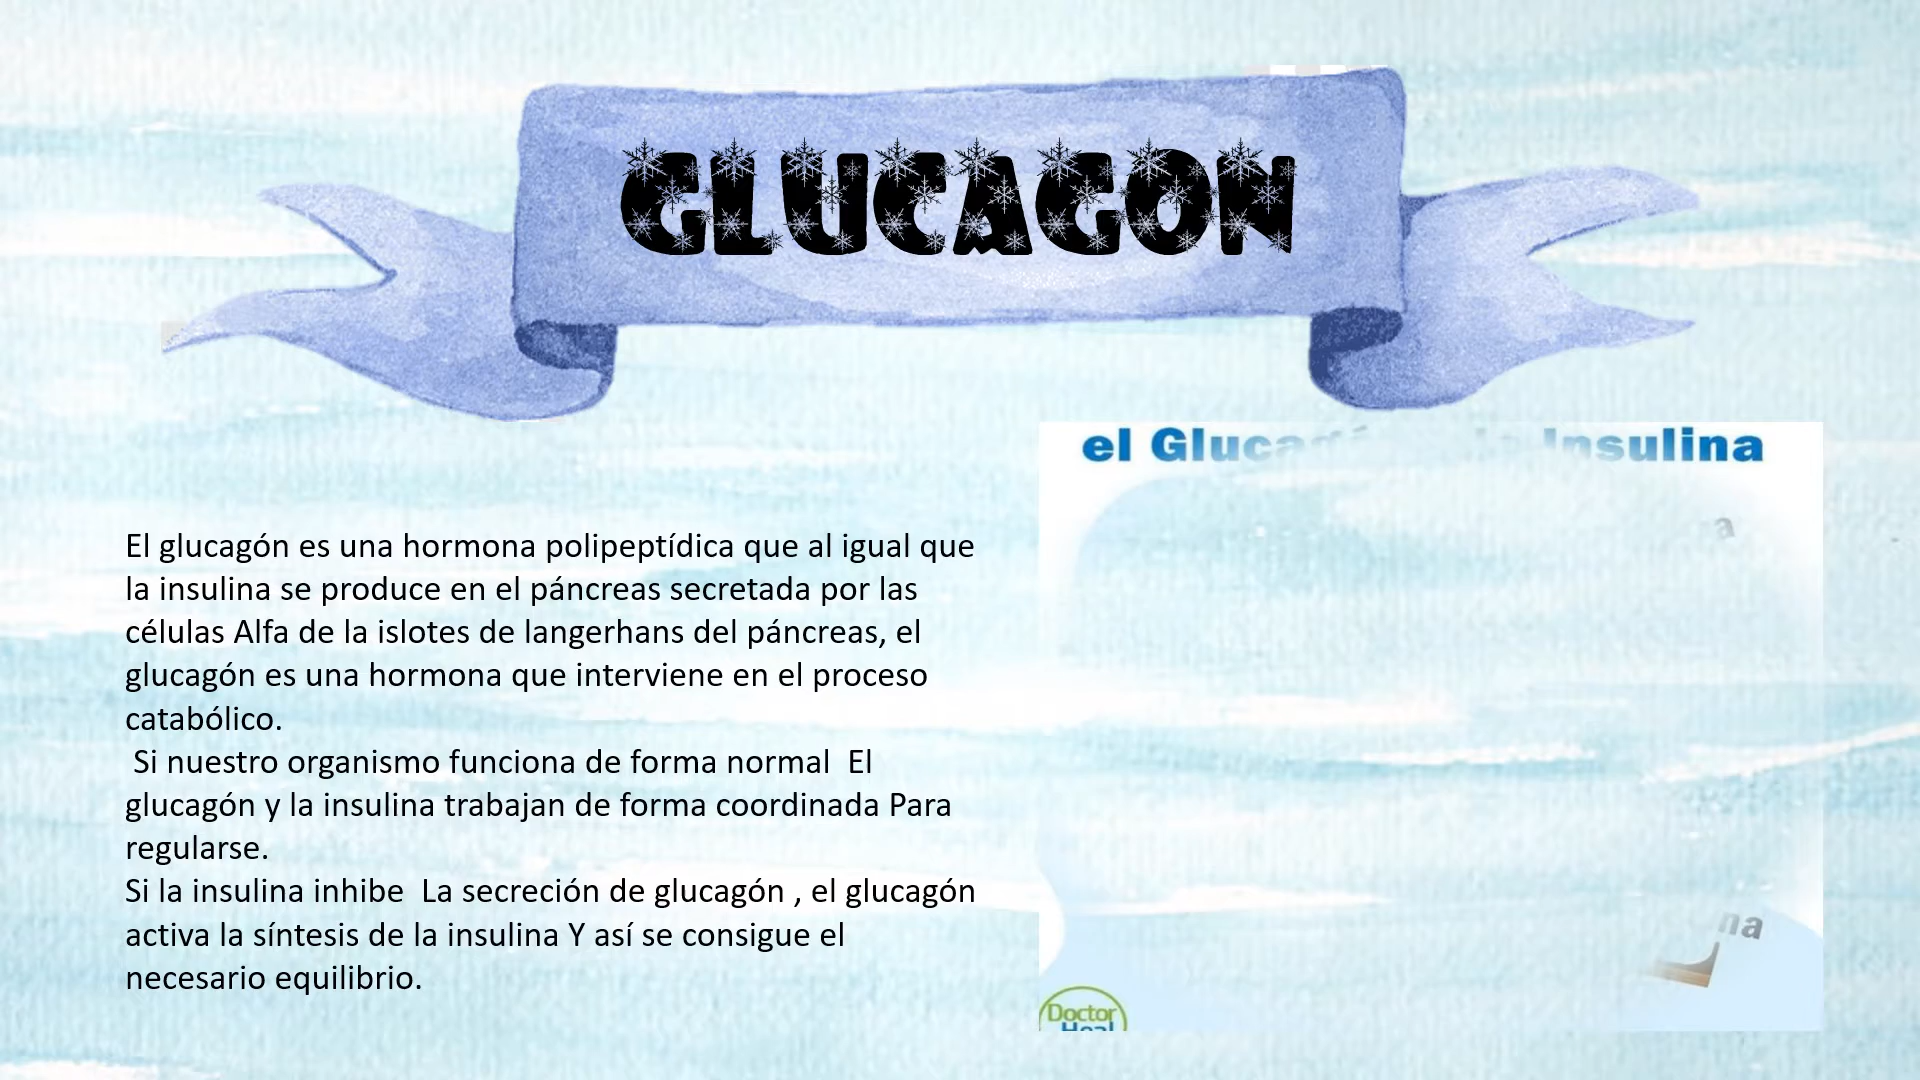 GLUCAGON
el Glucagón Insulina
El glucagón es una hormona polipeptídica que al igual que
la insulina se produce en el páncreas secretada por las
células Alfa de la islotes de langerhans del páncreas, el
glucagón es una hormona que interviene en el proceso
catabólico.
Si nuestro organismo funciona de forma normal  El
glucagón y la insulina trabajan de forma coordinada Para
regularse.
Si la insulina inhibe  La secreción de glucagón , el glucagón
activa la síntesis de la insulina Y así se consigue el
necesario equilibrio.
Doctor